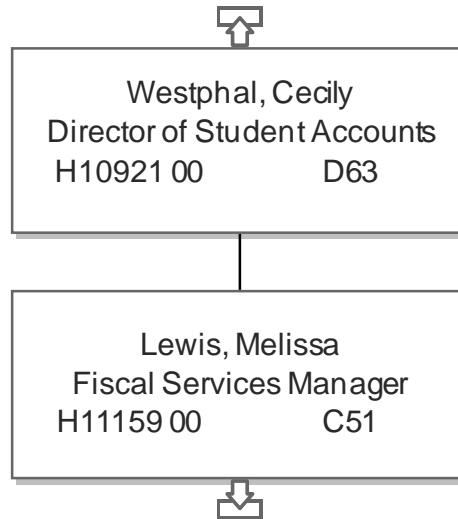 Westphal, Cecily
Director of Student Accounts
H10921 00 D63
Lewis, Melissa
Fiscal Services Manager
H11159 00 C51